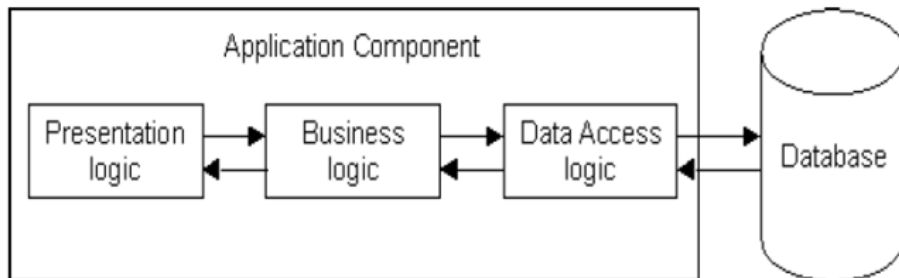 Application Component
Presentation
logic
Business
logic
Data Access
logic
Database